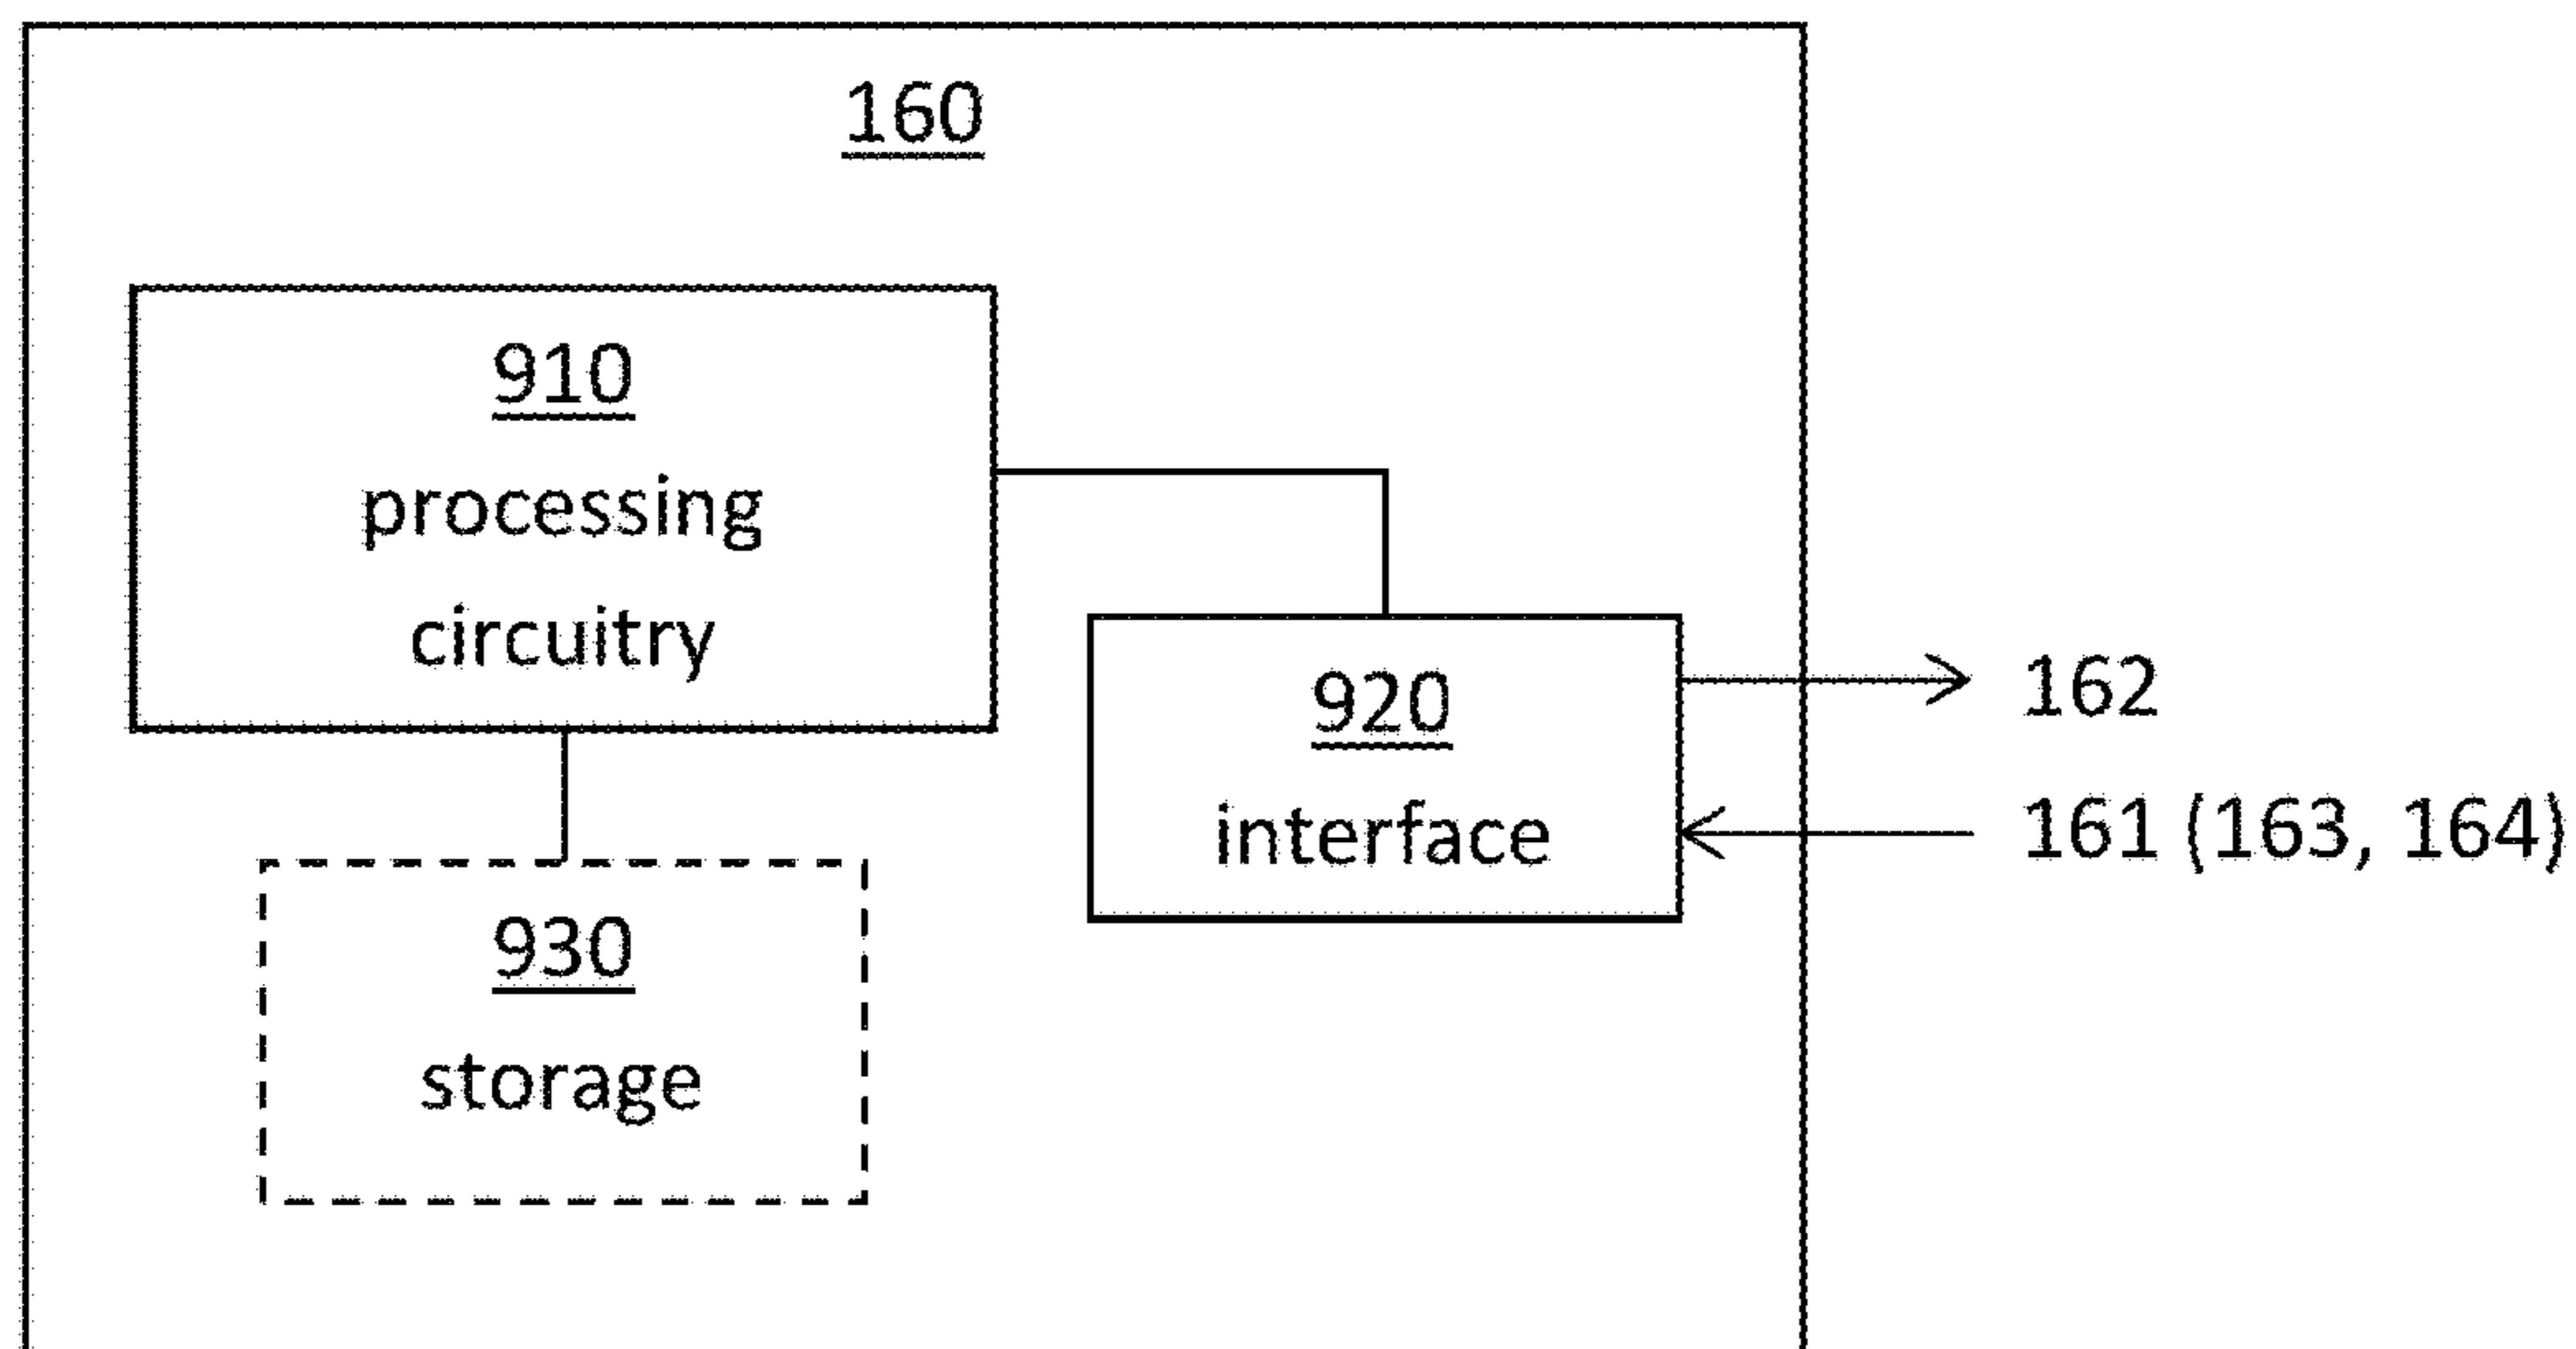 160
910
processing
circuitry
920
interface
162
161 (163, 164)
930
storage